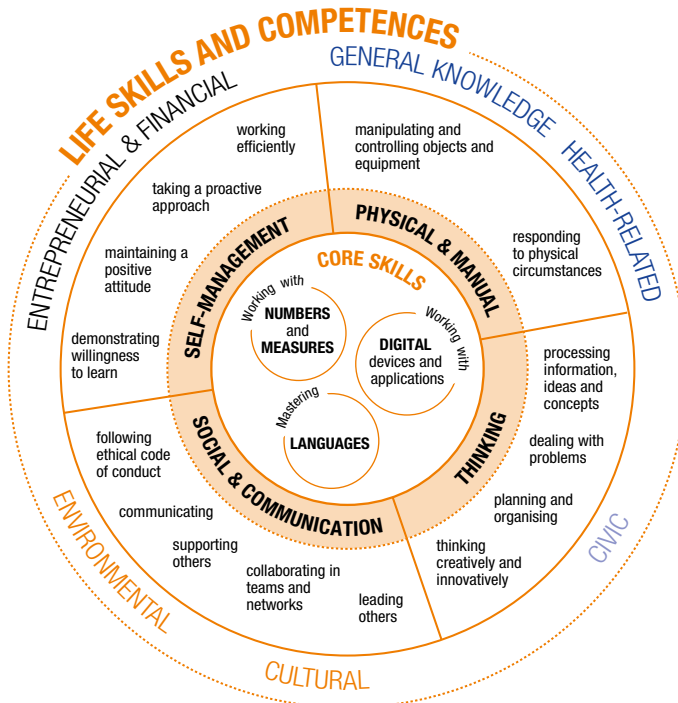 LIFE SKILLS AND COMPETENCES
ENTREPRENEURIAL & FINANCIAL
GENERAL KNOWLEDGE
HEALTH-RELATED
CIVIC
CULTURAL
ENVIRONMENTAL
SELF-MANAGEMENT
working
efficiently
taking a proactive
approach
maintaining a
positive
attitude
demonstrating
willingness
to learn
PHYSICAL & MANUAL
manipulating and
controlling objects and
equipment
responding
to physical
circumstances
THINKING
processing
information,
ideas and
concepts
dealing with
problems
planning and
organising
thinking
creatively and
innovatively
SOCIAL & COMMUNICATION
following
ethical code
of conduct
communicating
supporting
others
collaborating in
teams and
networks
leading
others
CORE SKILLS
Working with
NUMBERS
and
MEASURES
Working with
DIGITAL
devices and
applications
Mastering
LANGUAGES